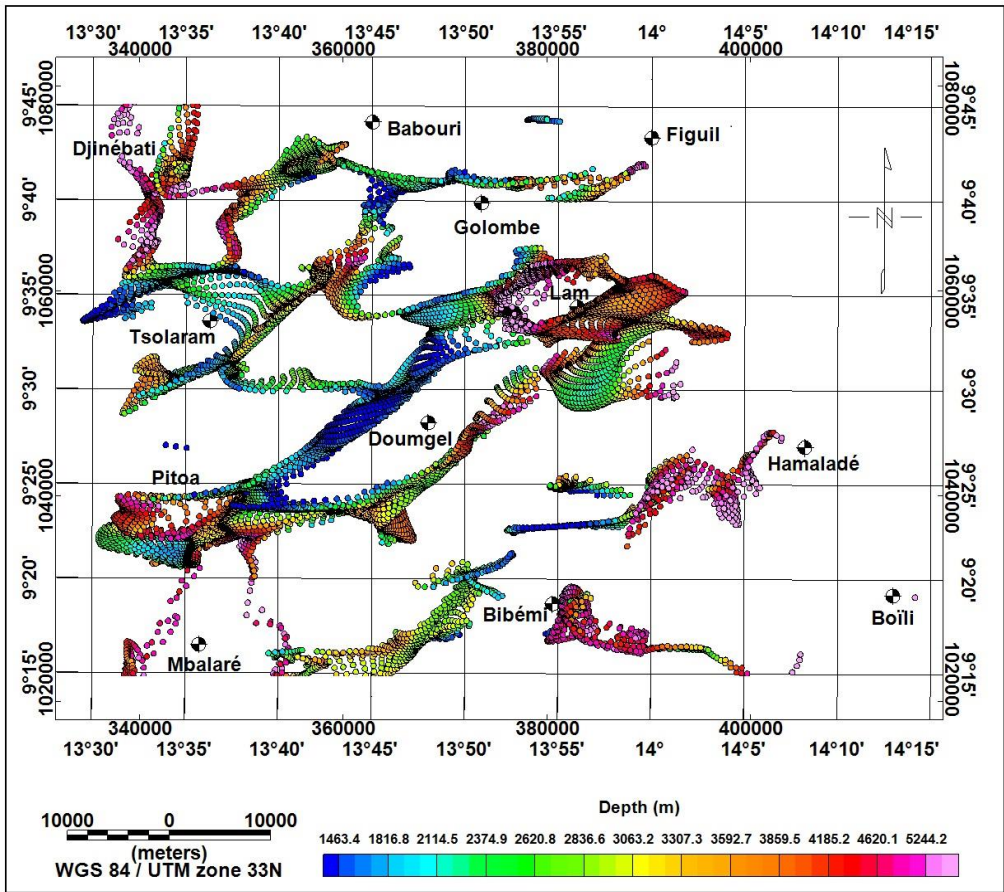 13°30' 13°35' 13°40' 13°45' 13°50' 13°55' 14° 14°5' 14°10' 14°15'
340000 360000 380000 400000
9°45' 1080000 1080000 9°45'
Babouri Figuil
Djinébati
9°40' 9°40'
Golombe
9°35' 1060000 Lam 1060000 9°35'
Tsolaram
9°30' 9°30'
Doumgel
Hamaladé
Pitoa
9°25' 1040000 1040000 9°25'
9°20' 9°20'
Bibémi Boïli
Mbalaré
9°15' 1020000 1020000 9°15'
340000 360000 380000 400000
13°30' 13°35' 13°40' 13°45' 13°50' 13°55' 14° 14°5' 14°10' 14°15'
N
Depth (m)
10000 0 10000
(meters)
WGS 84 / UTM zone 33N
1463.4 1816.8 2114.5 2374.9 2620.8 2836.6 3063.2 3307.3 3592.7 3859.5 4185.2 4620.1 5244.2